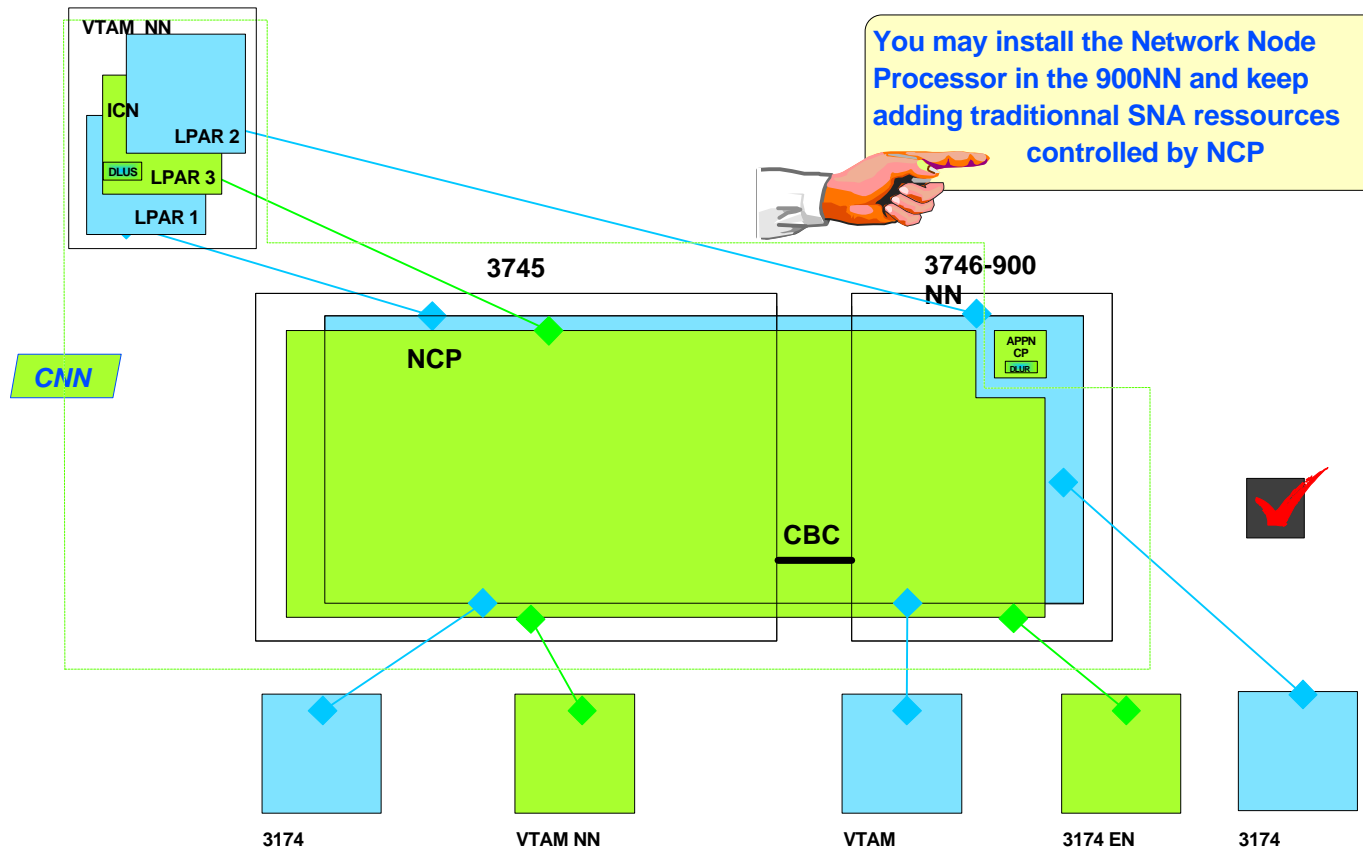 VTAM NN
ICN
LPAR 2
DLUS
LPAR 3
LPAR 1
You may install the Network Node
Processor in the 900NN and keep
adding traditionnal SNA ressources
controlled by NCP
3745
3746-900
NN
NCP
APPN
CP
DLUR
CNN
CBC
3174
VTAM NN
VTAM
3174 EN
3174